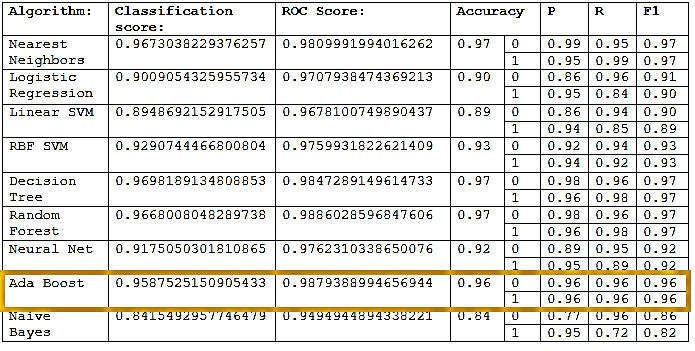 Algorithm: Classification score: ROC Score: Accuracy P R F1
Nearest Neighbors 0.9673038229376257 0.9809991994016262 0.97 0 0.99 0.95 0.97
1 0.95 0.99 0.97
Logistic Regression 0.9009054325955734 0.9707938474369213 0.90 0 0.86 0.96 0.91
1 0.95 0.84 0.90
Linear SVM 0.8948692152917505 0.9678100749890437 0.89 0 0.86 0.94 0.90
1 0.94 0.85 0.89
RBF SVM 0.9290744466800804 0.9759931822621409 0.93 0 0.92 0.94 0.93
1 0.94 0.92 0.93
Decision Tree 0.9698189134808853 0.9847289149614733 0.97 0 0.98 0.96 0.97
1 0.96 0.98 0.97
Random Forest 0.9668008048289738 0.9886028596847606 0.97 0 0.98 0.96 0.97
1 0.96 0.98 0.97
Neural Net 0.9175050301810865 0.9762310338650076 0.92 0 0.89 0.95 0.92
1 0.95 0.89 0.92
Ada Boost 0.9587525150905433 0.9879388994656944 0.96 0 0.96 0.96 0.96
1 0.96 0.96 0.96
Naive Bayes 0.8415492957746479 0.9494944894338221 0.84 0 0.77 0.96 0.86
1 0.95 0.72 0.82